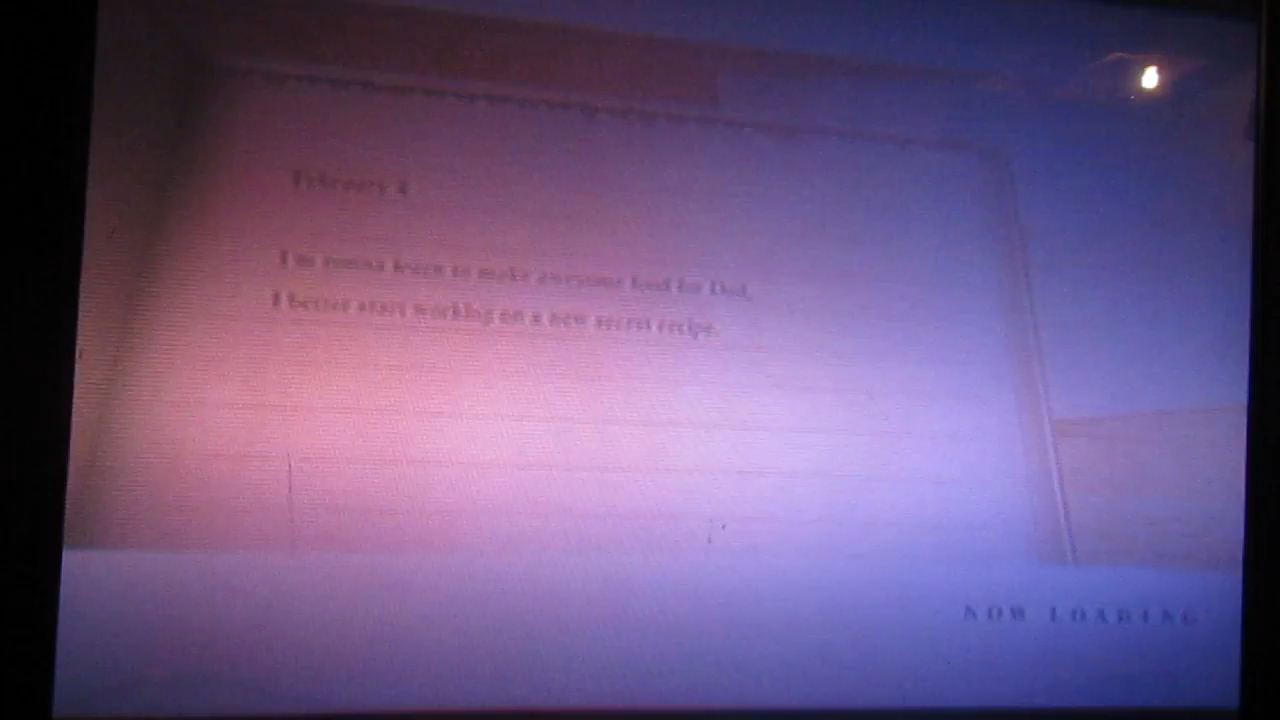 February 4
I'm gonna learn to make awesome food for Dad,
I better start working on a new secret recipe.
NOW LOADING